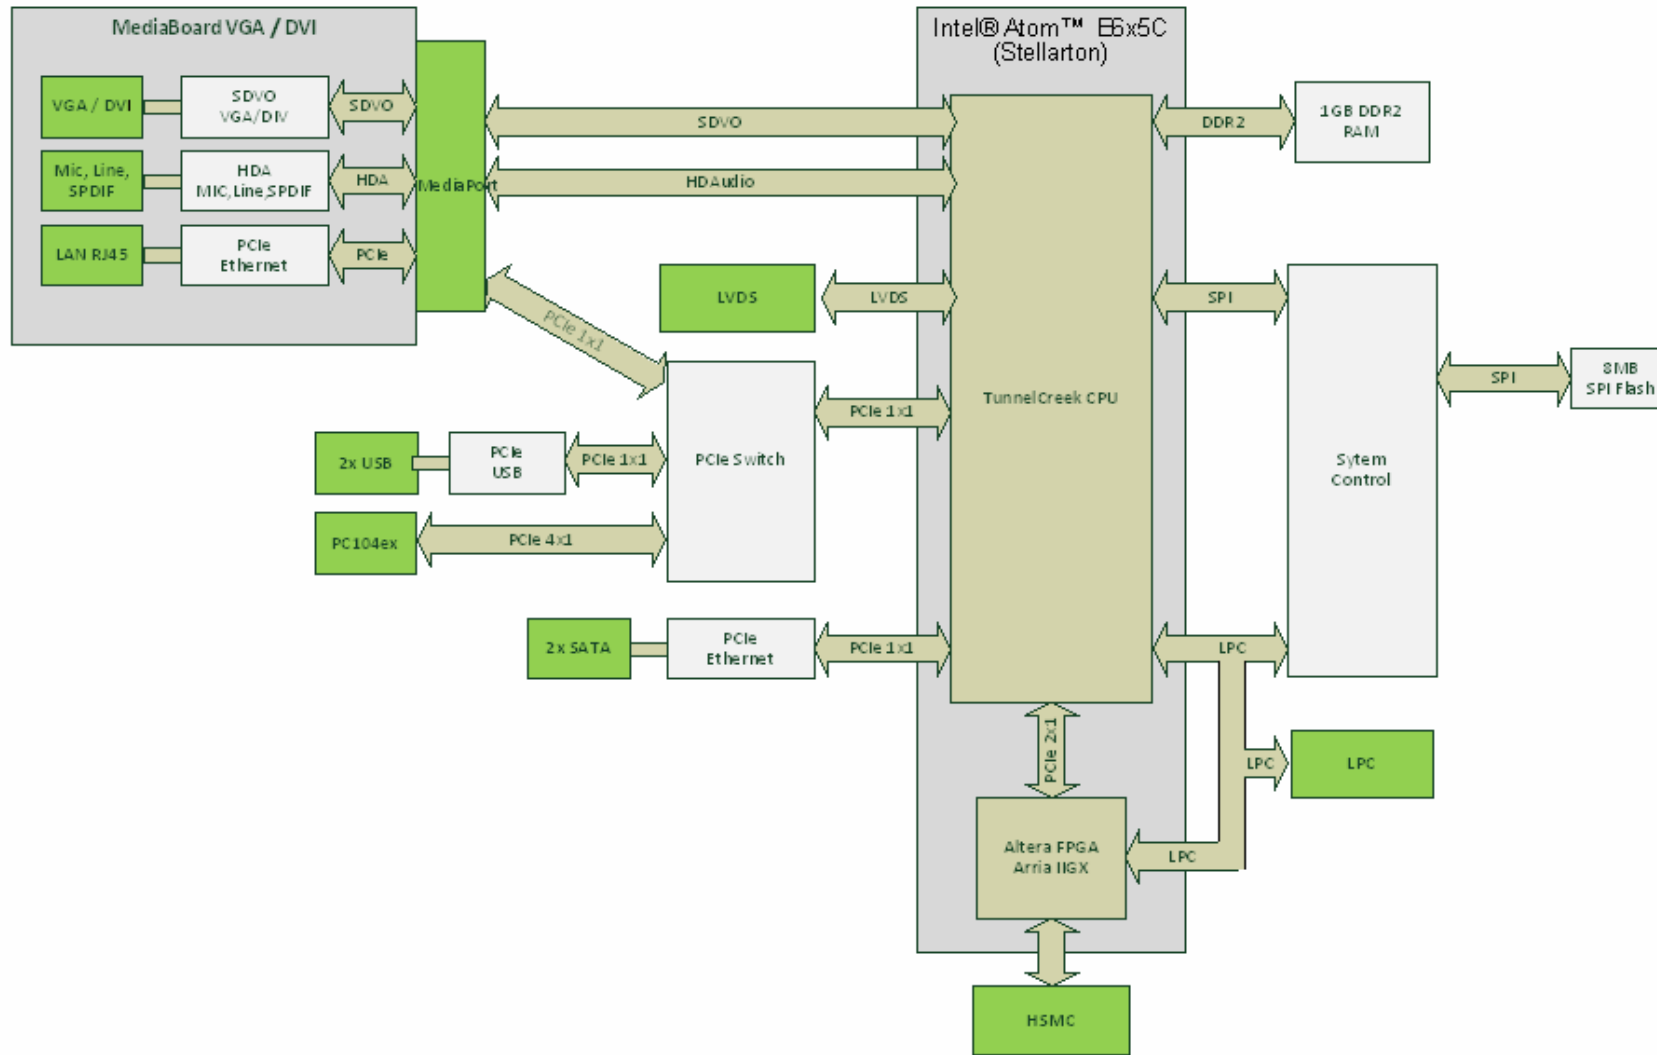 MediaBoard VGA / DVI
Intel® Atom™ E6x5C
(Stellarton)
VGA / DVI
SDVO
VGA/DIV
SDVO
SDVO
DDR2
1GB DDR2
RAM
Mic, Line,
SPDIF
HDA
MIC,Line,SPDIF
HDA
MediaPort
HDAudio
LAN RJ45
PCIe
Ethernet
PCIe
PCIe 1x1
LVDS
LVDS
SPI
SPI
8MB
SPI Flash
TunnelCreek CPU
PCIe 1x1
2x USB
PCIe
USB
PCIe 1x1
PCIe Switch
Sytem
Control
PC104ex
PCIe 4x1
2x SATA
PCIe
Ethernet
PCIe 1x1
LPC
PCIe 2x1
LPC
LPC
Altera FPGA
Arria IIGX
LPC
HSMC